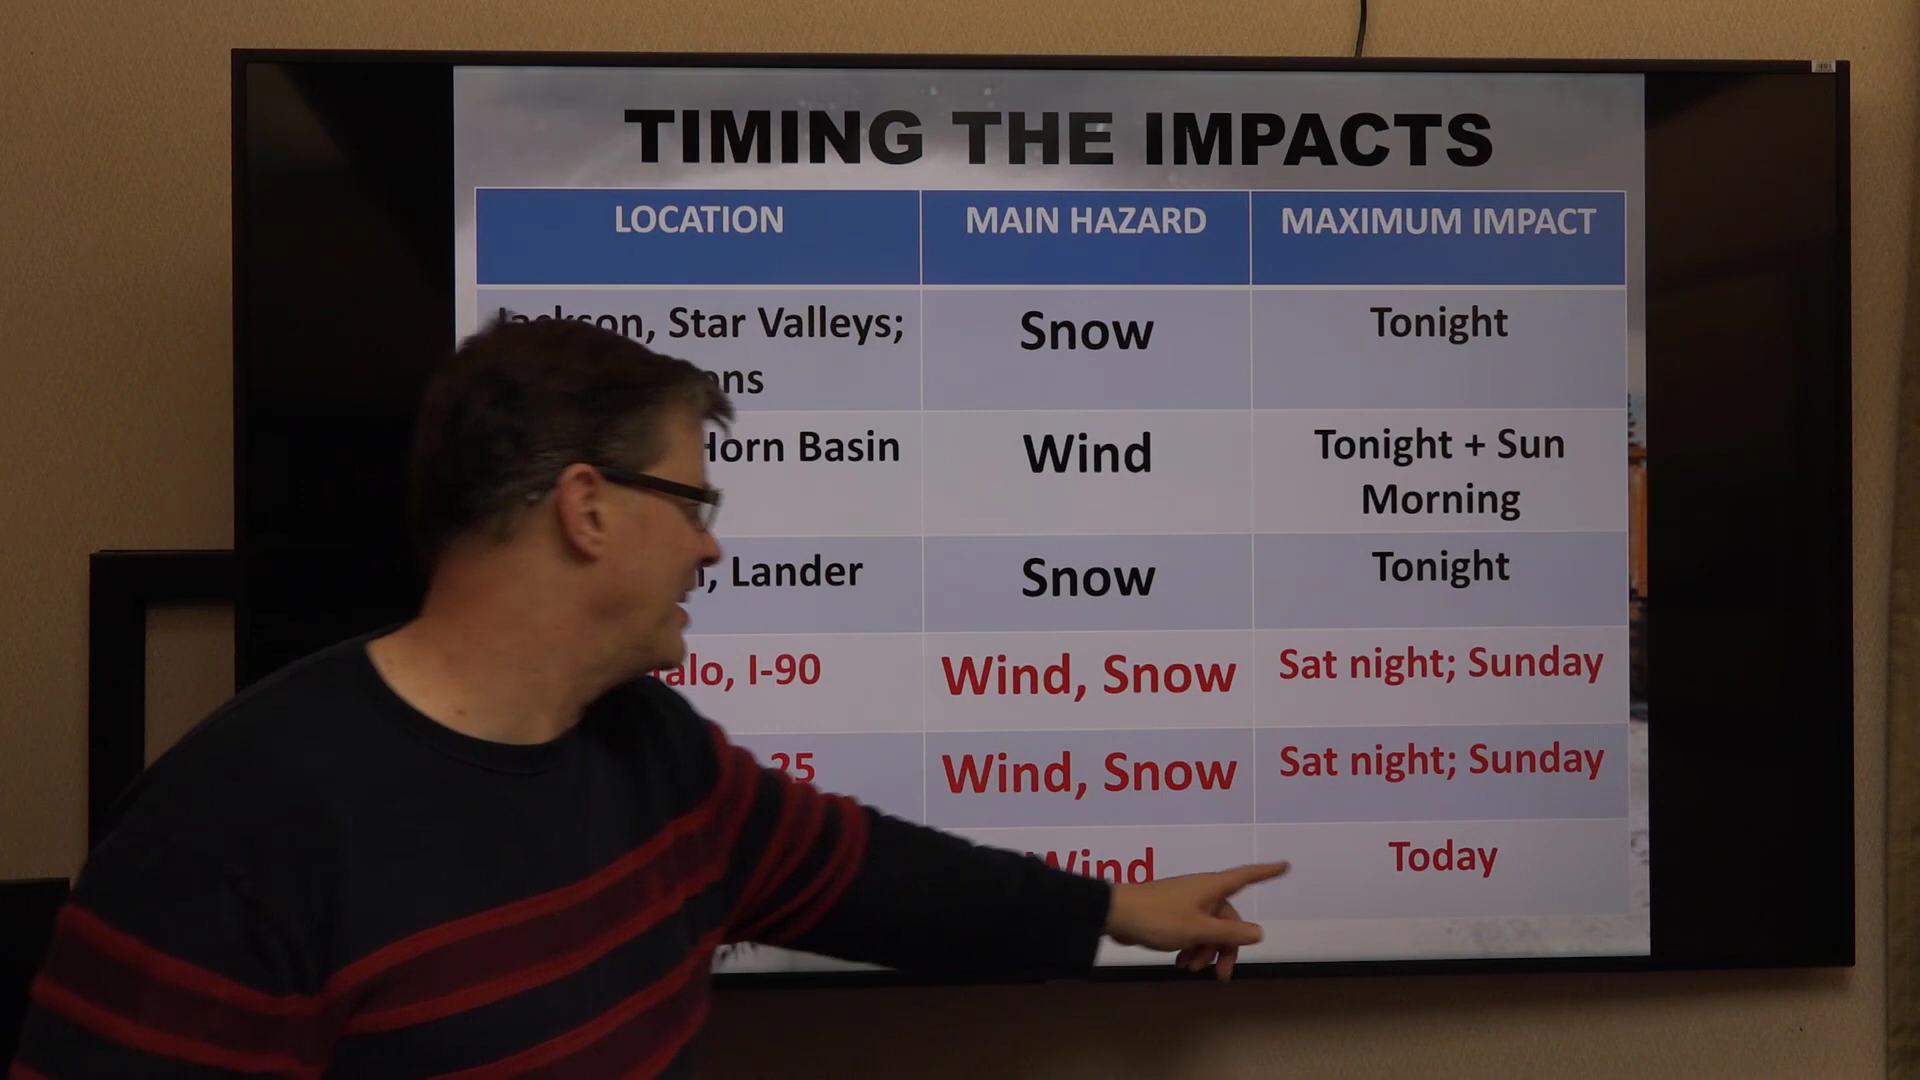 TIMING THE IMPACTS
LOCATION MAIN HAZARD MAXIMUM IMPACT
Jackson, Star Valleys; Snow Tonight
Horn Basin Wind Tonight + Sun
Morning
Lander Snow Tonight
I-90 Wind, Snow Sat night; Sunday
25 Wind, Snow Sat night; Sunday
Wind Today